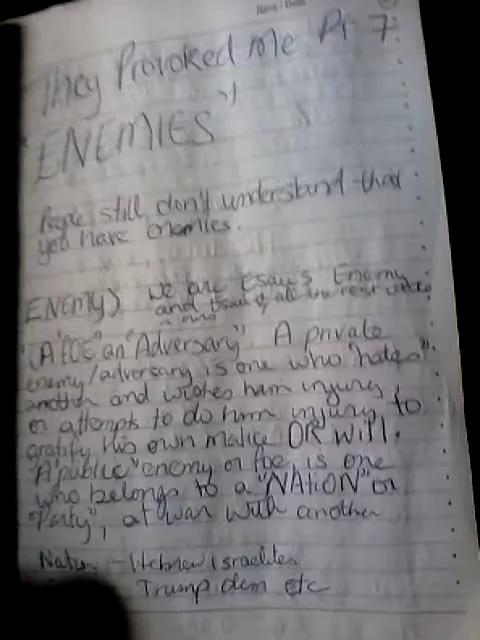 They Provoked Me Pt 7
"ENEMIES"
People still don't understand that
you have enemies.
ENEMY) we are Esau's Enemy
and Esau & all the rest
"(A "FOE" an "Adversary". A private
enemy/adversary is one who "hates"
another and wishes him injury
or attempts to do him injury to
gratify his own malice OR Will.
"A public" enemy or foe, is one
who belongs to a "NATION" or
"Party", at war with another
- Hebrew Israelites
Trump dem etc